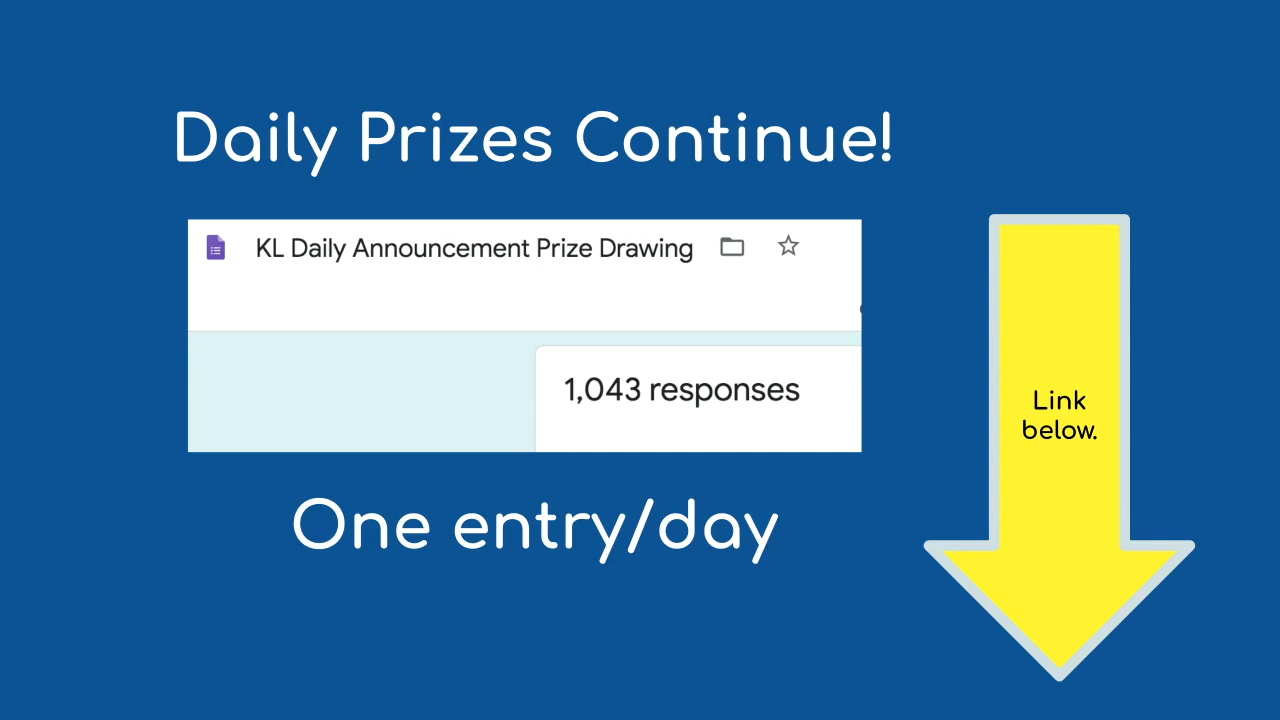 Daily Prizes Continue!
KL Daily Announcement Prize Drawing
1,043 responses
Link
below.
One entry/day